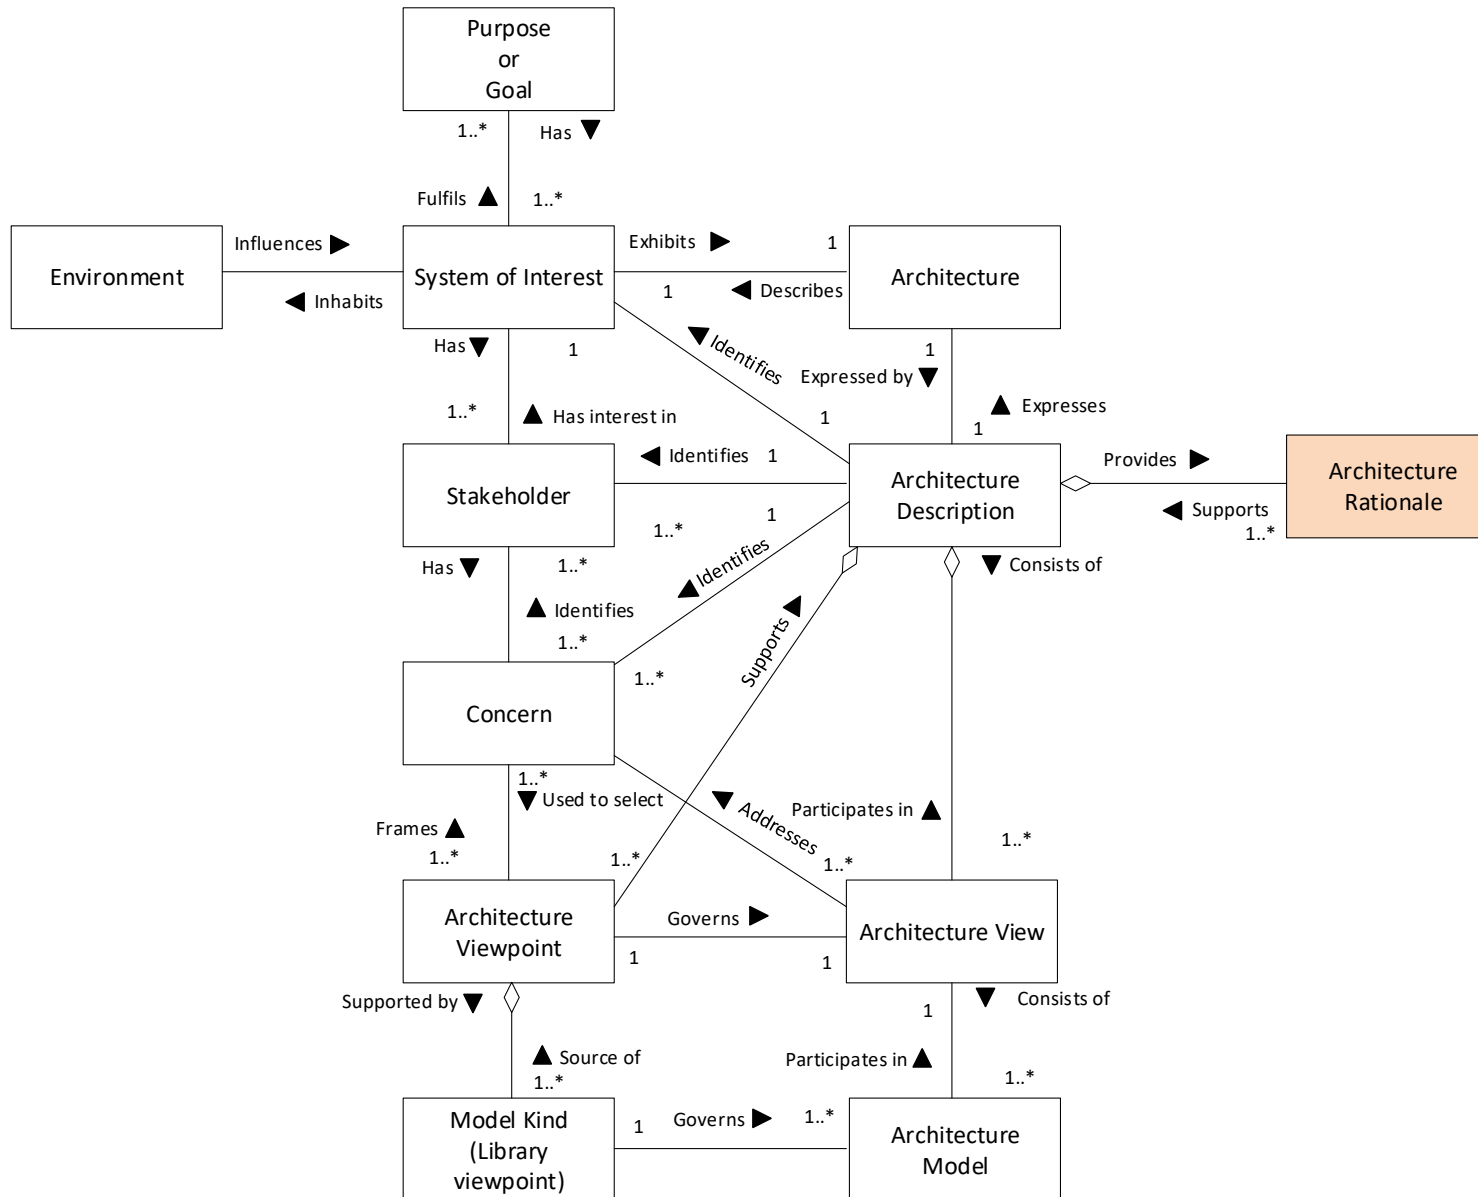 Purpose
or
Goal
1..*
Has
Fulfils
1..*
Environment
Influences
Inhabits
System of Interest
Exhibits
1
1
Describes
Architecture
Has
1
Identifies
1
Expressed by
1..*
Has interest in
1
Expresses
1
Stakeholder
Identifies
1
Architecture
Description
Provides
Supports
1..*
Architecture
Rationale
1..*
1
Has
1..*
Identifies
Consists of
Identifies
1..*
1..*
Supports
Concern
1..*
Used to select
Addresses
Participates in
Frames
1..*
1..*
1..*
1..*
Architecture
Viewpoint
Governs
1
1
Architecture View
Supported by
Consists of
1
Source of
1..*
Participates in
1..*
Model Kind
(Library
viewpoint)
1
Governs
1..*
Architecture
Model